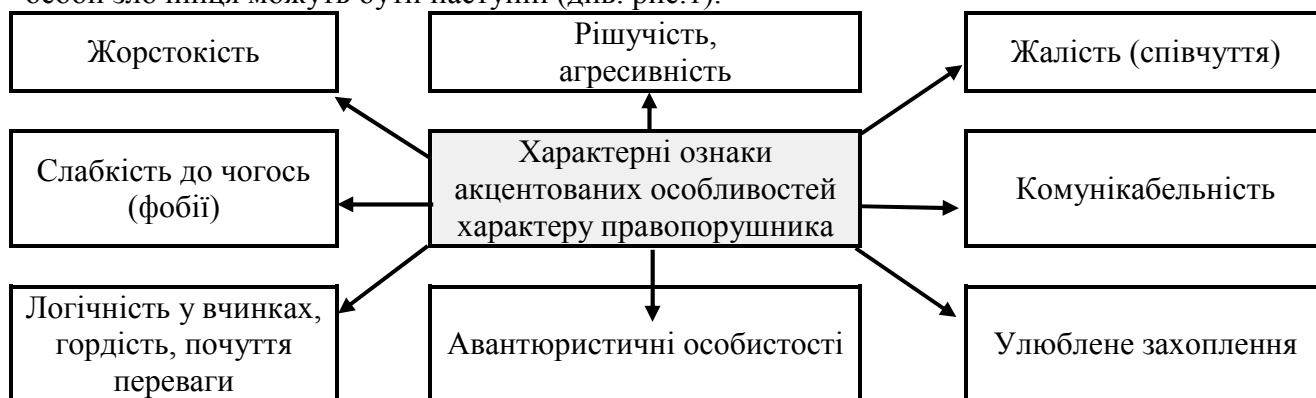 особи злочинця можуть бути наступні (див. рис.1).
Жорстокість
Рішучість,
агресивність
Жалість (співчуття)
Слабкість до чогось
(фобії)
Характерні ознаки
акцентованих особливостей
характеру правопорушника
Комунікабельність
Логічність у вчинках,
гордість, почуття
переваги
Авантюристичні особистості
Улюблене захоплення